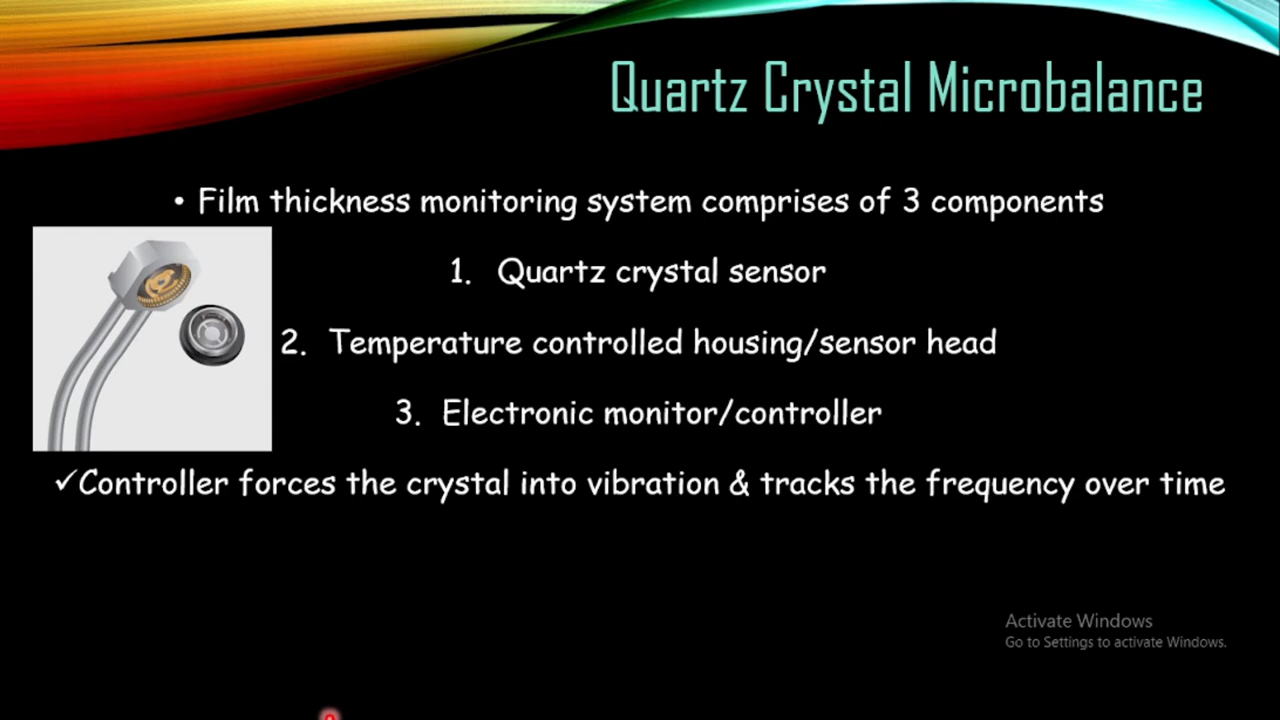 Quartz Crystal Microbalance
• Film thickness monitoring system comprises of 3 components
1. Quartz crystal sensor
2. Temperature controlled housing/sensor head
3. Electronic monitor/controller
✓Controller forces the crystal into vibration & tracks the frequency over time
Activate Windows
Go to Settings to activate Windows.